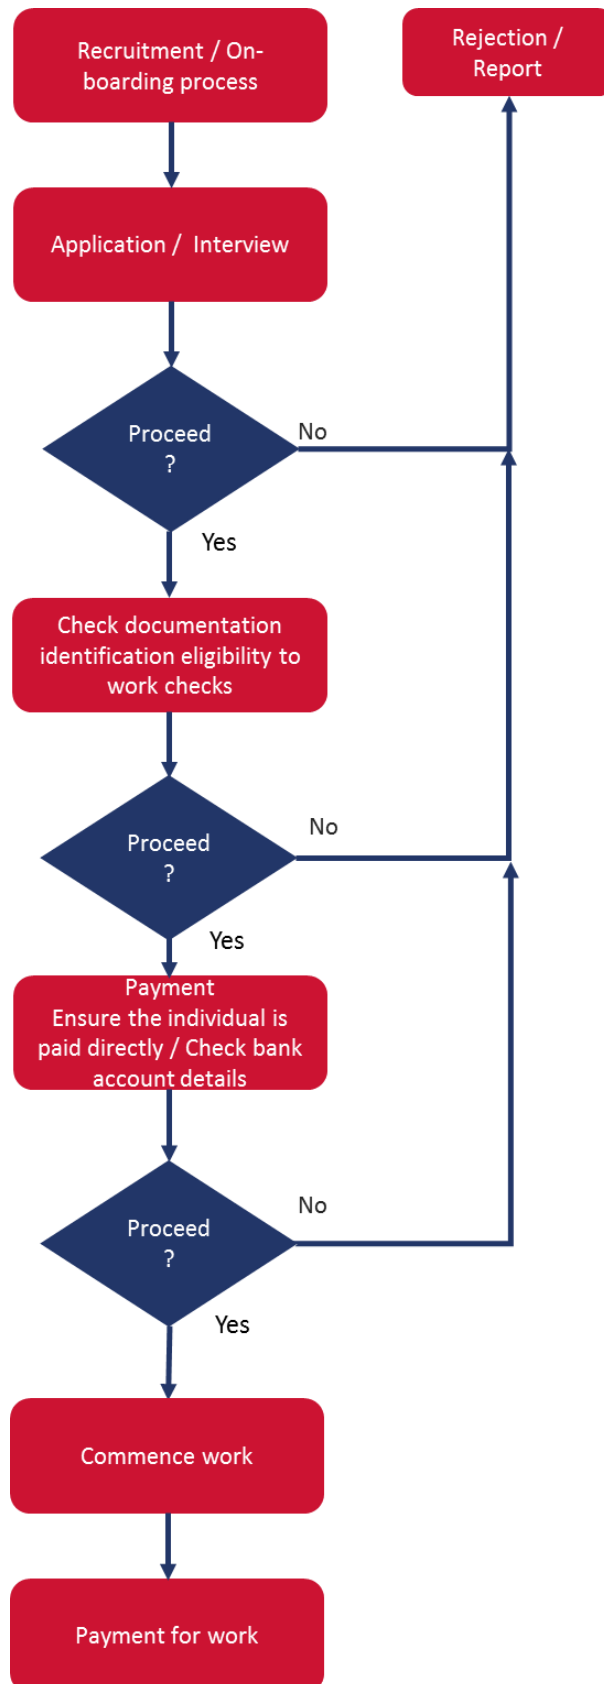 Recruitment / On-
boarding process
Rejection /
Report
Application /  Interview
Proceed
?
No
Yes
Check documentation
identification eligibility to
work checks
Proceed
?
No
Yes
Payment
Ensure the individual is
paid directly / Check bank
account details
Proceed
?
No
Yes
Commence work
Payment for work